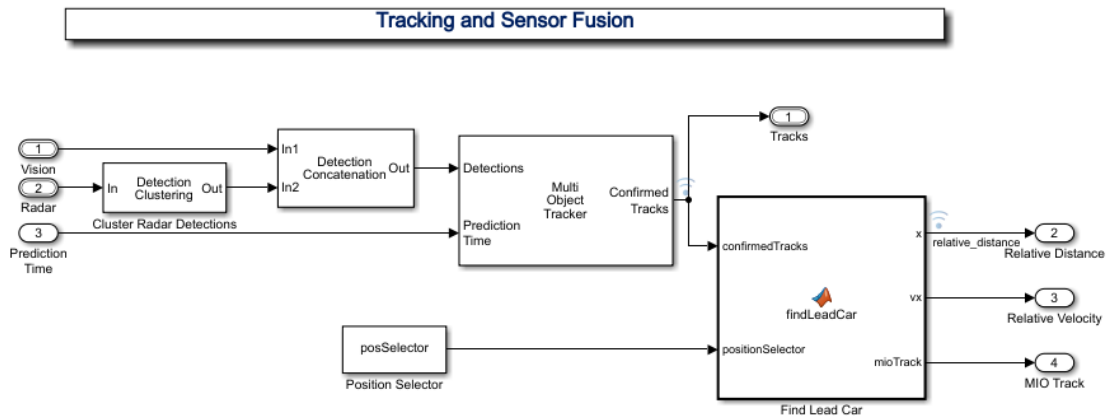 Tracking and Sensor Fusion
1
Tracks
1
Vision
2
Radar
3
Prediction
Time
In
Detection
Clustering
Out
Cluster Radar Detections
In1
In2
Detection
Concatenation
Out
Detections
Prediction
Time
Multi
Object
Tracker
Confirmed
Tracks
posSelector
Position Selector
confirmedTracks
positionSelector
findLeadCar
x
vx
mioTrack
Find Lead Car
relative_distance
2
Relative Distance
3
Relative Velocity
4
MIO Track